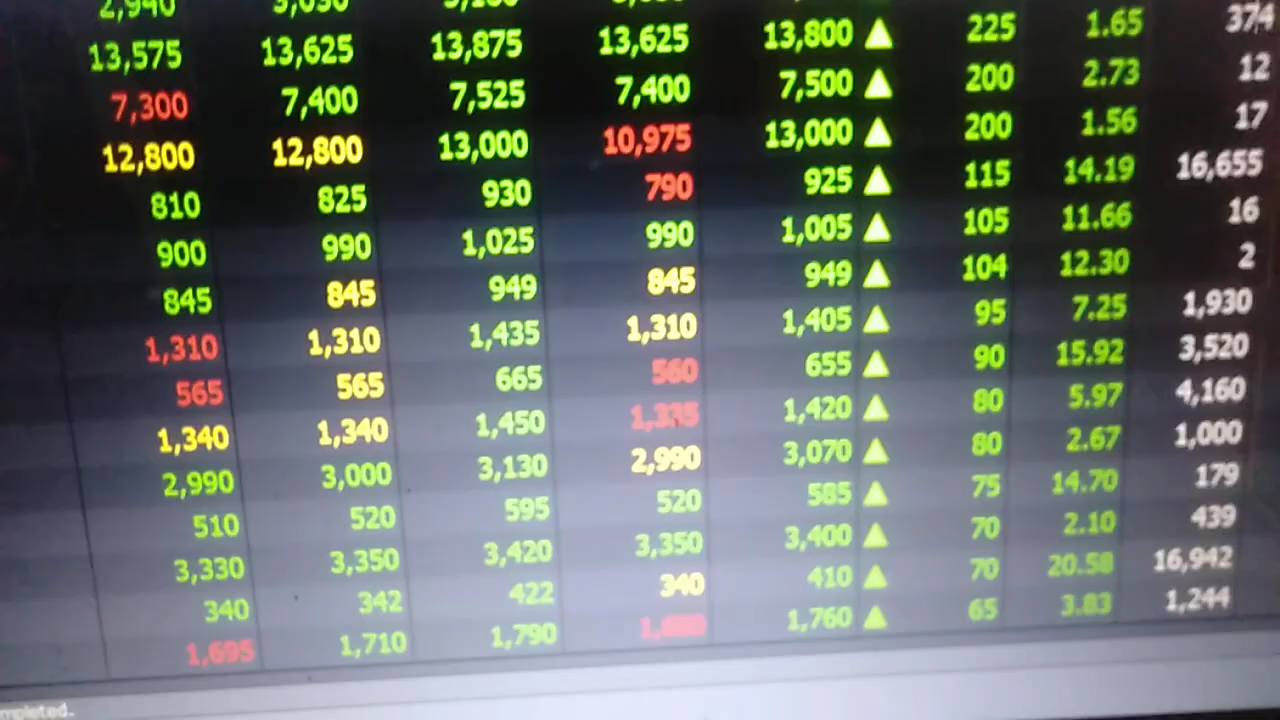 2,940 3,030
13,575 13,625 13,875 13,625 13,800 ▲ 225 1.65 374
7,300 7,400 7,525 7,400 7,500 ▲ 200 2.73 12
12,800 12,800 13,000 10,975 13,000 ▲ 200 1.56 17
810 825 930 790 925 ▲ 115 14.19 16,655
900 990 1,025 990 1,005 ▲ 105 11.66 16
845 845 949 845 949 ▲ 104 12.30 2
1,310 1,310 1,435 1,310 1,405 ▲ 95 7.25 1,930
565 565 665 560 655 ▲ 90 15.92 3,520
1,340 1,340 1,450 1,335 1,420 ▲ 80 5.97 4,160
2,990 3,000 3,130 2,990 3,070 ▲ 80 2.67 1,000
510 520 595 520 585 ▲ 75 14.70 179
3,330 3,350 3,420 3,350 3,400 ▲ 70 2.10 439
340 342 422 340 410 ▲ 70 20.58 16,942
1,695 1,710 1,790 1,760 ▲ 65 3.83 1,244
mpleted.